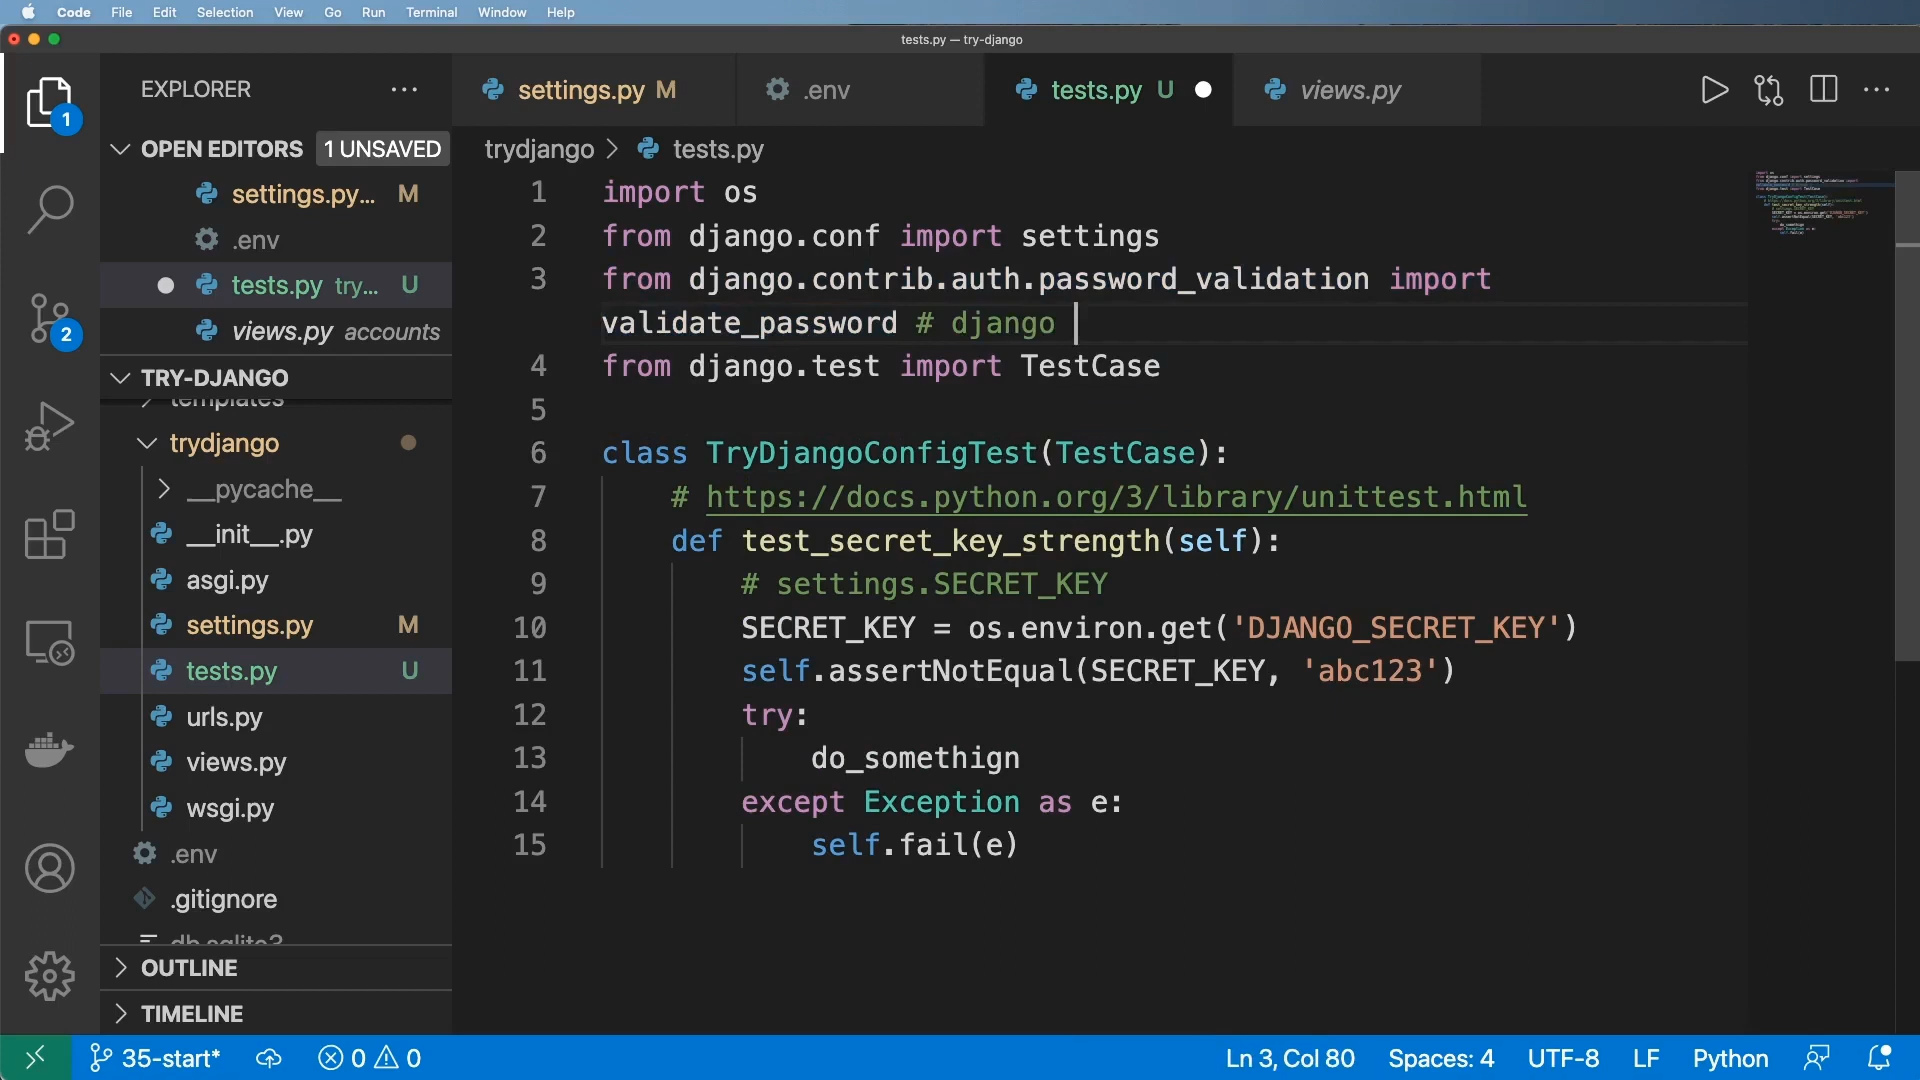 Code File Edit Selection View Go Run Terminal Window Help
tests.py — try-django
EXPLORER
settings.py M
.env
tests.py U
views.py
1
OPEN EDITORS 1 UNSAVED
settings.py... M
.env
tests.py try... U
views.py accounts
2
TRY-DJANGO
templates
trydjango
__pycache__
__init__.py
asgi.py
settings.py M
tests.py U
urls.py
views.py
wsgi.py
.env
.gitignore
db.sqlite3
OUTLINE
TIMELINE
trydjango > tests.py
1 import os
2 from django.conf import settings
3 from django.contrib.auth.password_validation import
validate_password # django
4 from django.test import TestCase
5
6 class TryDjangoConfigTest(TestCase):
7 # https://docs.python.org/3/library/unittest.html
8 def test_secret_key_strength(self):
9 # settings.SECRET_KEY
10 SECRET_KEY = os.environ.get('DJANGO_SECRET_KEY')
11 self.assertNotEqual(SECRET_KEY, 'abc123')
12 try:
13 do_somethign
14 except Exception as e:
15 self.fail(e)
35-start* 0 0 Ln 3, Col 80 Spaces: 4 UTF-8 LF Python